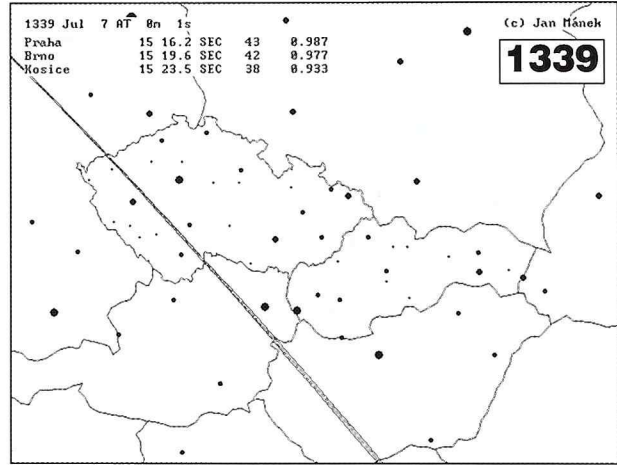 1339 Jul 7 AT 0m 1s
(c) Jan Mánek
Praha 15 16.2 SEC 43 0.987
Brno 15 19.6 SEC 42 0.977
Kosice 15 23.5 SEC 38 0.933
1339